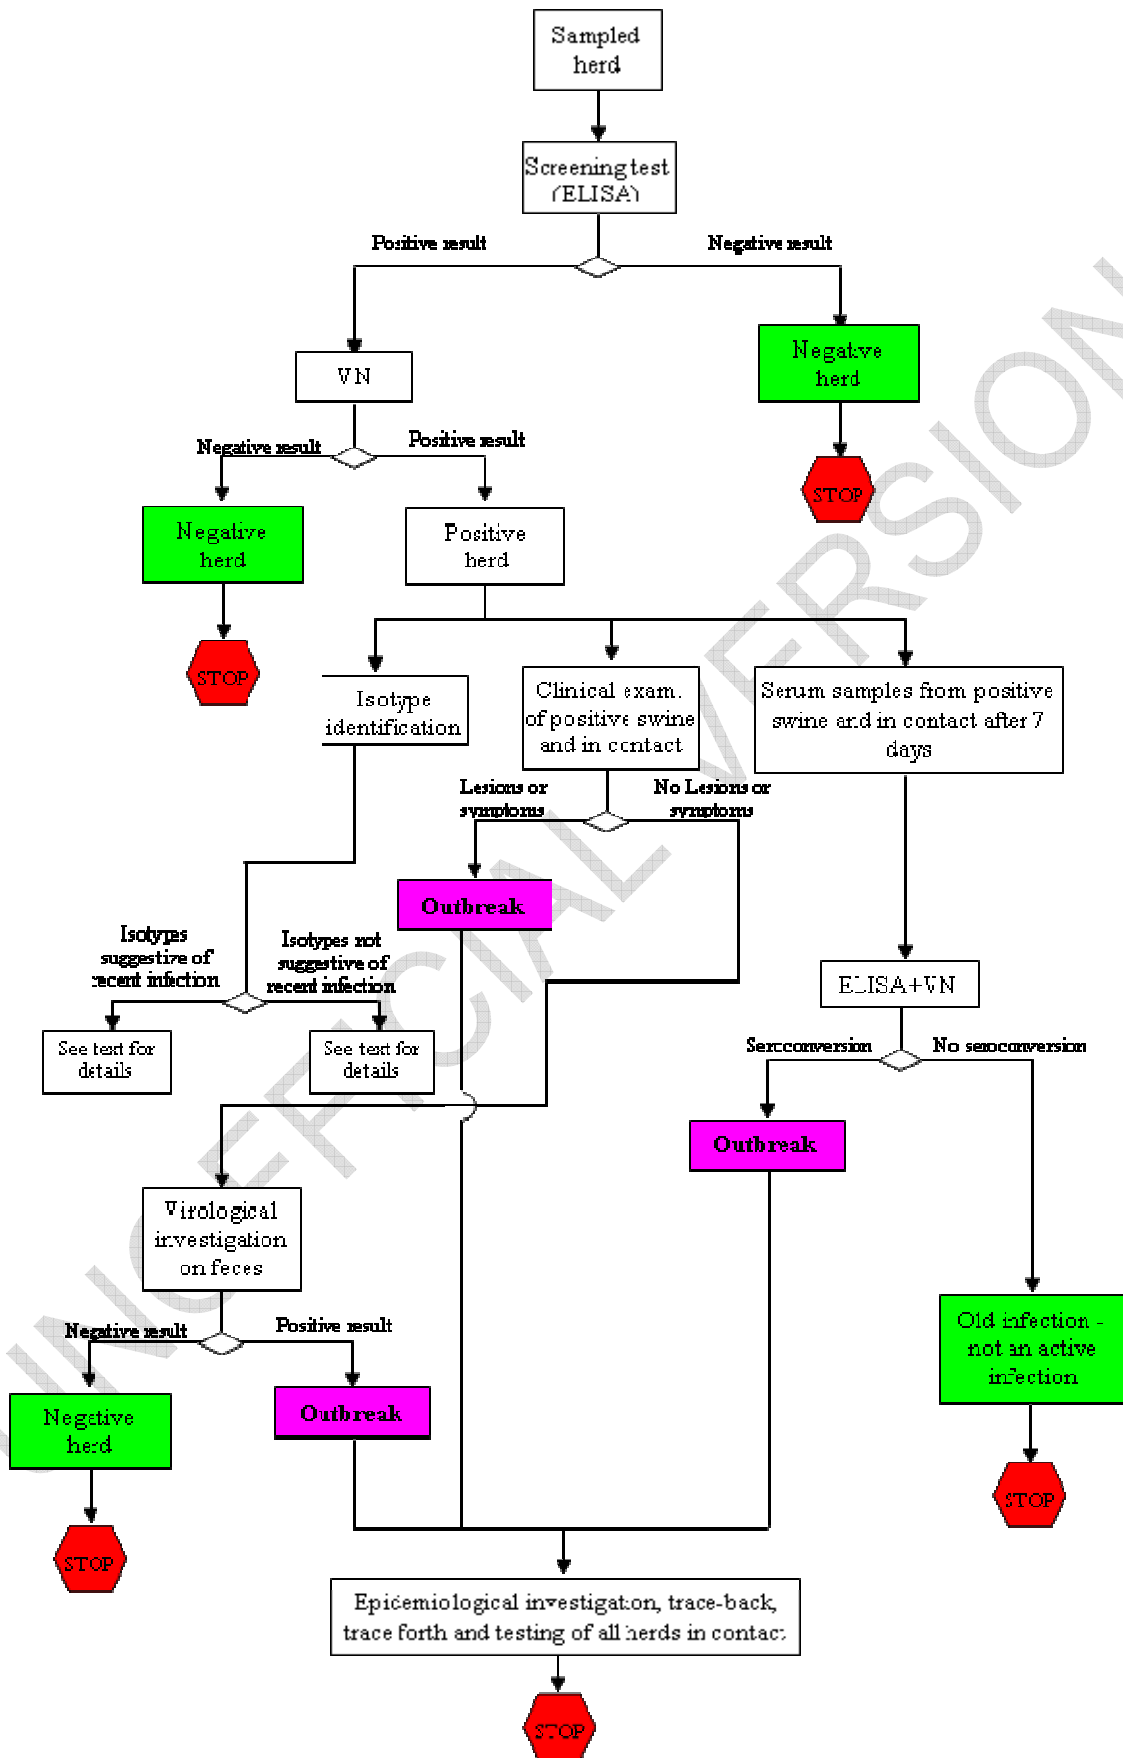 Sampled
herd
Screening test
(ELISA)
Positive result
Negative result
VN
Negative
herd
STOP
Negative result
Positive result
Negative
herd
Positive
herd
STOP
Isotype
identification
Clinical exam.
of positive swine
and in contact
Serum samples from positive
swine and in contact after 7
days
Lesions or
symptoms
No Lesions or
symptoms
Outbreak
Isotypes
suggestive of
recent infection
Isotypes not
suggestive of
recent infection
ELISA+VN
See text for
details
See text for
details
Seroconversion
No seroconversion
Outbreak
Virological
investigation
on feces
Negative result
Positive result
Old infection -
not an active
infection
Negative
herd
Outbreak
STOP
STOP
Epidemiological investigation, trace-back,
trace forth and testing of all herds in contact
STOP
UNOFFICIAL VERSION